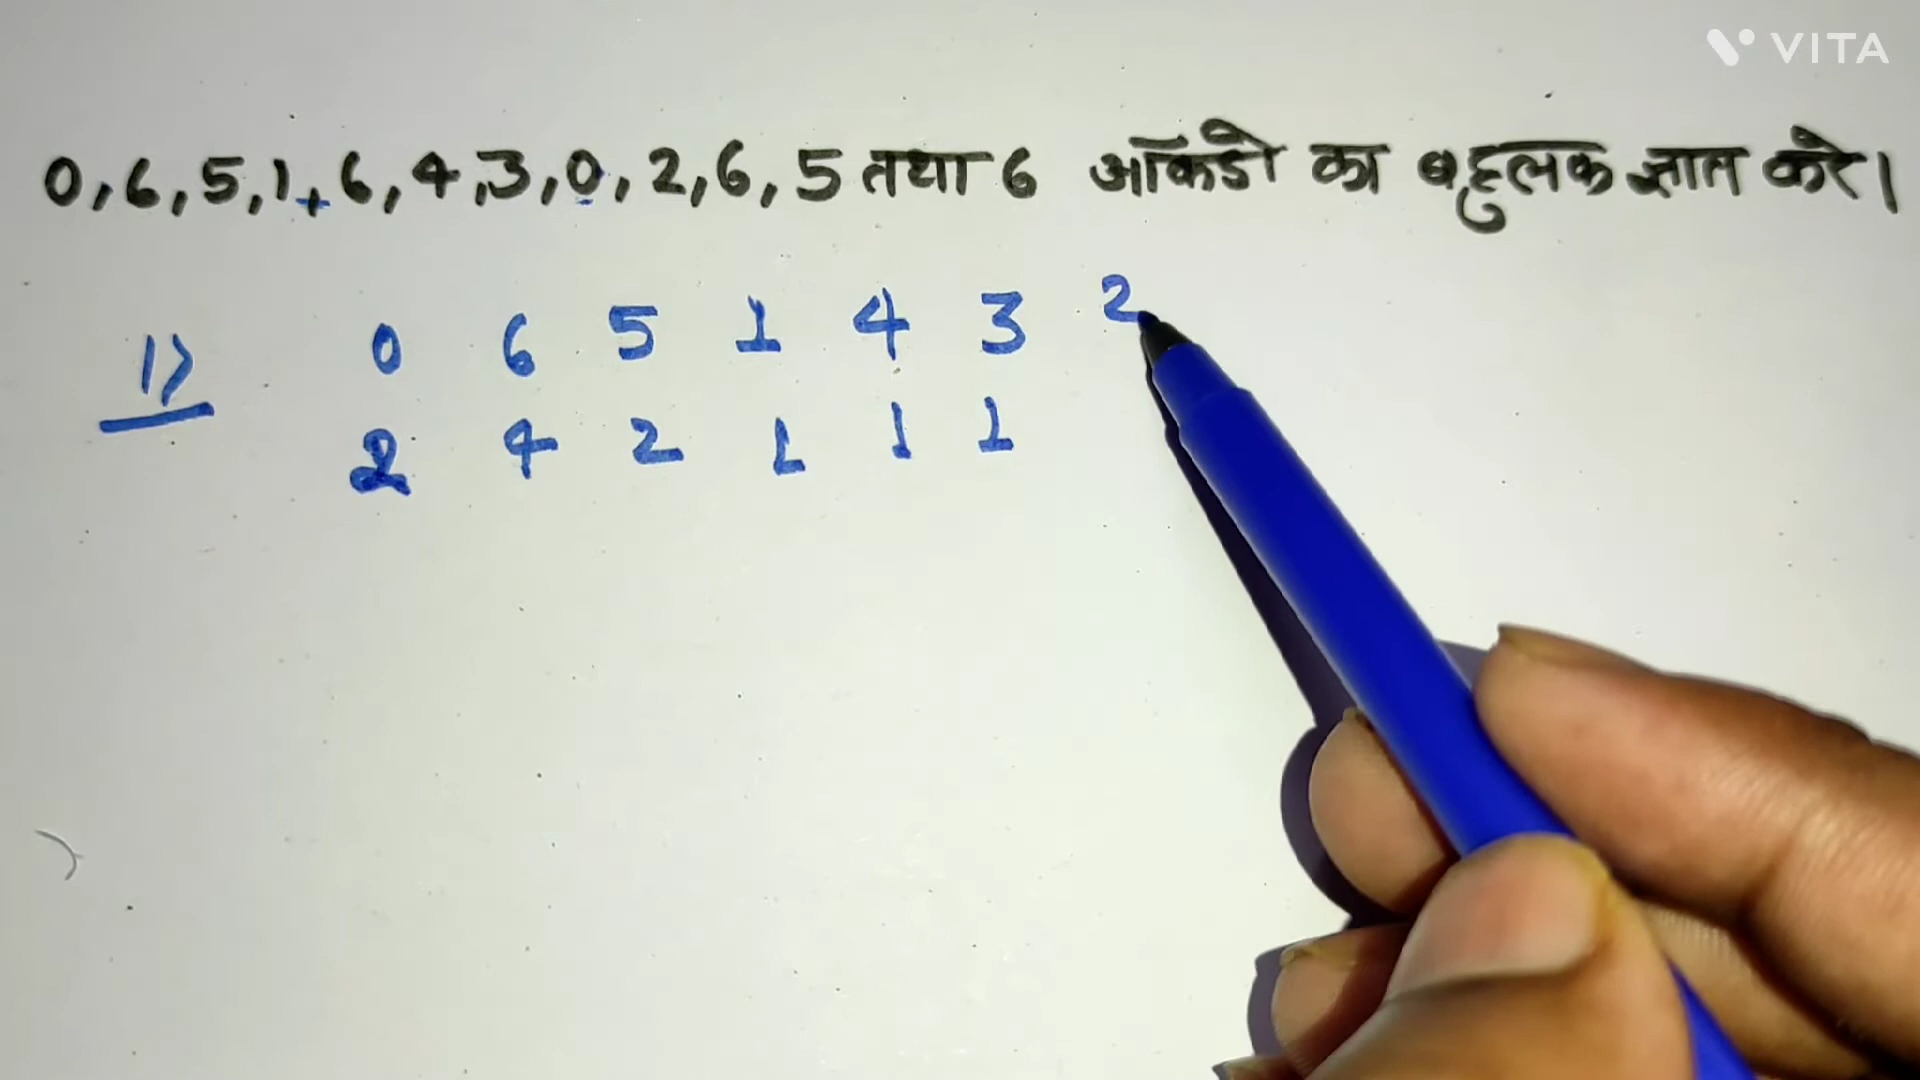 VITA
0, 6, 5, 1, 6, 4, 3, 0, 2, 6, 5 तथा 6 आँकडो का बहुलक ज्ञात करे।
1) 0 6 5 1 4 3 2
2 4 2 1 1 1